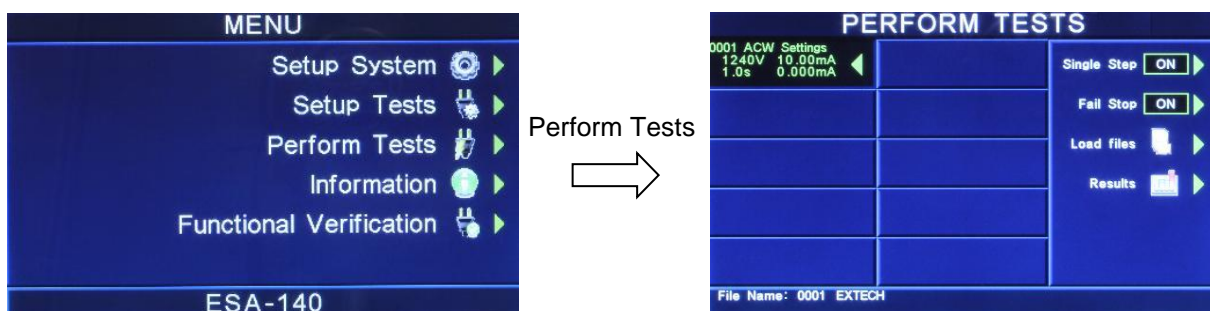 MENU
Setup System
Setup Tests
Perform Tests
Information
Functional Verification
ESA-140
Perform Tests
PERFORM TESTS
0001 ACW Settings
1240V 10.00mA
1.0s 0.000mA
Single Step ON
Fail Stop ON
Load files
Results
File Name: 0001 EXTECH